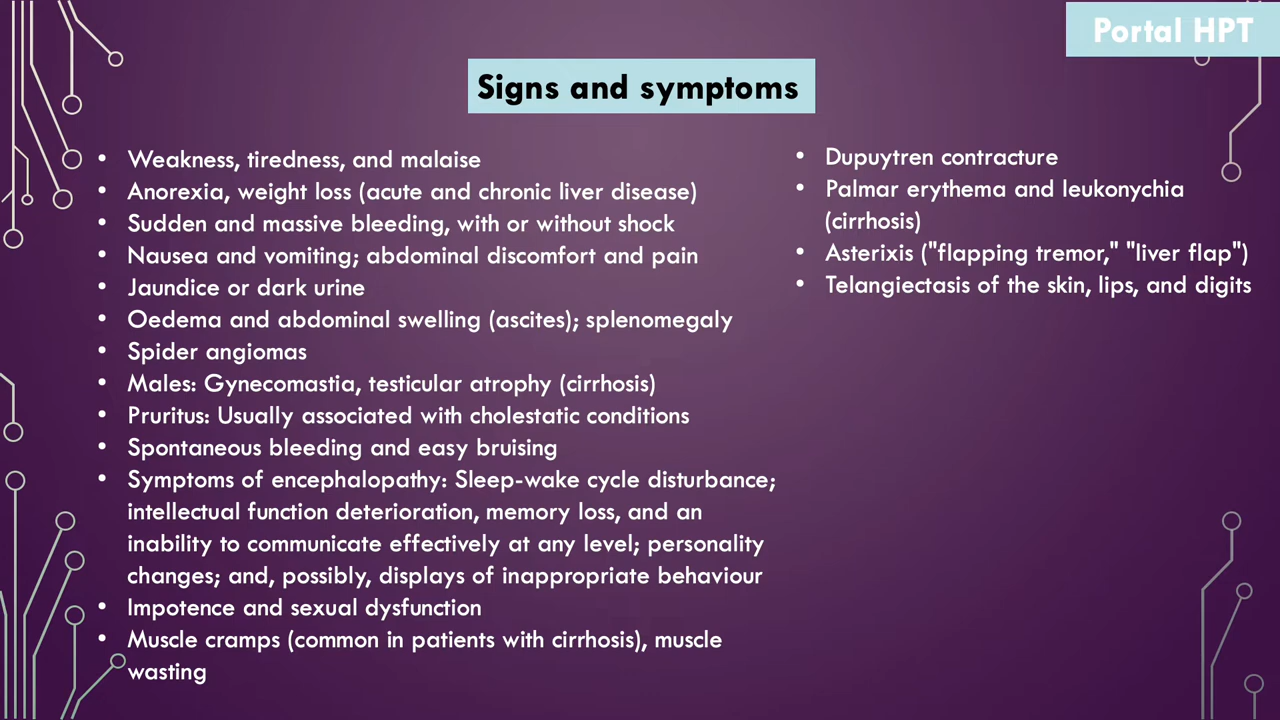 Portal HPT
Signs and symptoms
• Weakness, tiredness, and malaise
• Anorexia, weight loss (acute and chronic liver disease)
• Sudden and massive bleeding, with or without shock
• Nausea and vomiting; abdominal discomfort and pain
• Jaundice or dark urine
• Oedema and abdominal swelling (ascites); splenomegaly
• Spider angiomas
• Males: Gynecomastia, testicular atrophy (cirrhosis)
• Pruritus: Usually associated with cholestatic conditions
• Spontaneous bleeding and easy bruising
• Symptoms of encephalopathy: Sleep-wake cycle disturbance;
intellectual function deterioration, memory loss, and an
inability to communicate effectively at any level; personality
changes; and, possibly, displays of inappropriate behaviour
• Impotence and sexual dysfunction
• Muscle cramps (common in patients with cirrhosis), muscle
wasting
• Dupuytren contracture
• Palmar erythema and leukonychia
(cirrhosis)
• Asterixis ("flapping tremor," "liver flap")
• Telangiectasis of the skin, lips, and digits